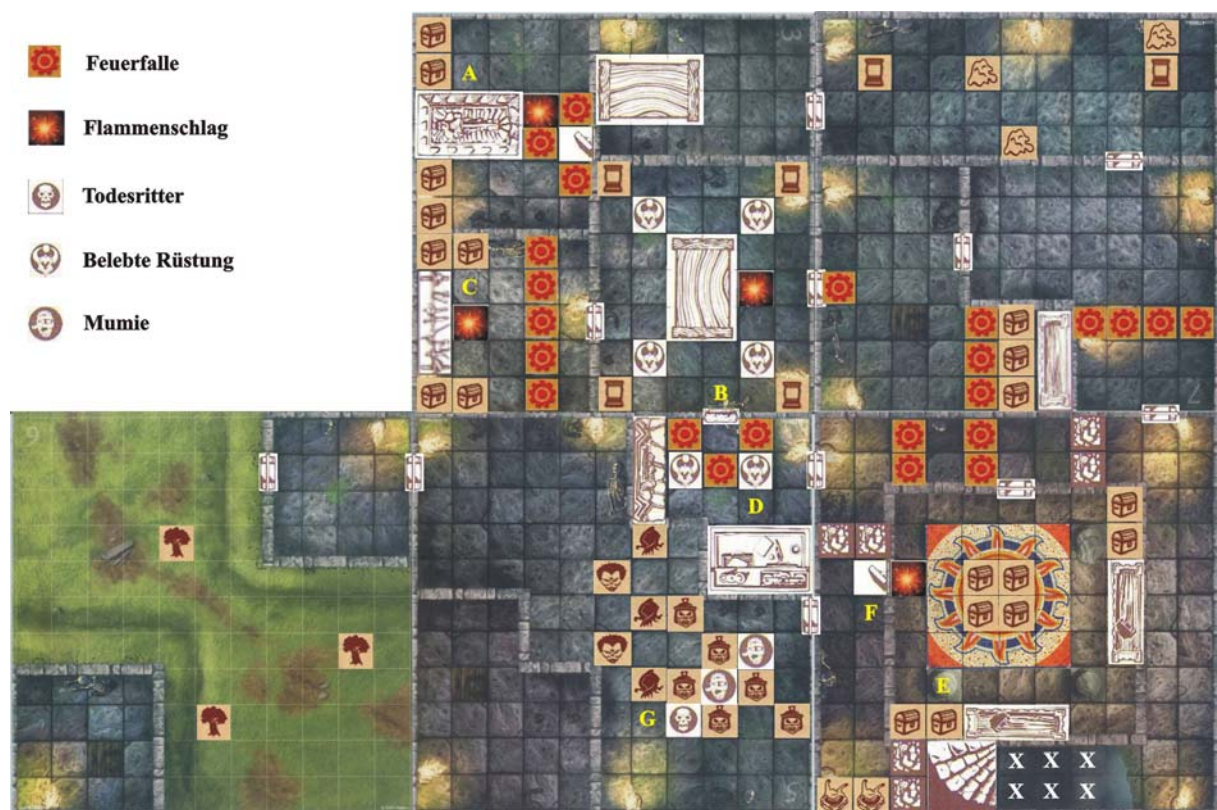 Feuerfalle
Flammenschlag
Todesritter
Belebte Rüstung
Mumie
A
C
B
D
F
E
G
X X X
X X X